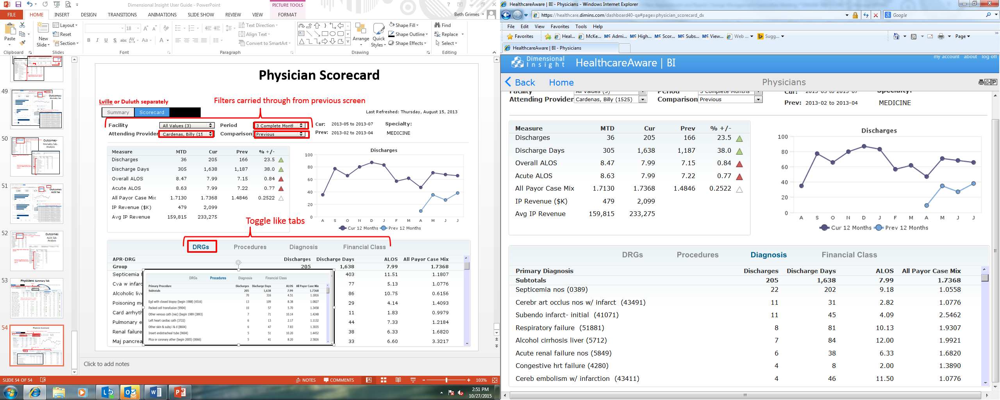 Dimensional Insight User Guide - PowerPoint
PICTURE TOOLS
FILE
HOME
INSERT
DESIGN
TRANSITIONS
ANIMATIONS
SLIDE SHOW
REVIEW
VIEW
FORMAT
Beth Grimes
Paste
New Slide
Layout
Reset
Section
18
B I U S abc AV Aa A
Text Direction
Align Text
Convert to SmartArt
Arrange
Quick Styles
Shape Fill
Shape Outline
Shape Effects
Find
Replace
Select
Clipboard
Slides
Font
Paragraph
Drawing
Editing
49
Outcomes-
Mortality Tab
50
Outcomes-
Mortality Tab-
Analysis
51
Outcomes
ALOS Tab
52
Outcomes
ALOS Tab-
Analysis
53
Physicians Summary Tab
54
Physician Scorecard
Physician Scorecard
Lville or Duluth separately
Filters carried through from previous screen
Summary
Scorecard
Last Refreshed: Thursday, August 15, 2013
Facility All Values (3) Period 3 Complete Month Cur: 2013-05 to 2013-07 Specialty:
Attending Provider Cardenas, Billy (15 Comparison Previous Prev: 2013-02 to 2013-04 MEDICINE
Measure MTD Cur Prev % +/-
Discharges 36 205 166 23.5
Discharge Days 305 1,638 1,187 38.0
Overall ALOS 8.47 7.99 7.15 0.84
Acute ALOS 8.63 7.99 7.22 0.77
All Payor Case Mix 1.7130 1.7368 1.4846 0.2522
IP Revenue ($K) 479 2,099
Avg IP Revenue 159,815 233,275
Discharges
100
80
60
40
20
0
A S O N D J F M A M J J
Cur 12 Months Prev 12 Months
Toggle like tabs
DRGs Procedures Diagnosis Financial Class
APR-DRG Discharges Discharge Days ALOS All Payor Case Mix
Group 205 1,638 7.99 1.7368
Septicemia 403 11.51 1.1807
Cva w infarc 77 5.13 1.0776
Alcoholic live 86 10.75 0.6156
Poisoning me 29 4.14 1.4093
Card arrhyth 11 1.83 0.9979
Pulmonary e 44 7.33 1.2184
Renal failure 38 6.33 1.6820
Maj pancrea 33 6.60 3.3217
DRGs Procedures Diagnosis Financial Class
Primary Procedure Discharges Discharge Days ALOS All Payor Case Mix
Subtotals 205 1,638 7.99 1.7368
70 316 4.51 1.1816
Egd with closed biopsy (begin 1988) (4516) 13 109 8.38 1.0827
Packed cell transfusion (9904) 10 57 5.70 1.3458
Other venous cath (nec) (begin 1989 (3893) 7 71 10.14 1.4248
Left heart cardiac cath (3722) 6 13 2.17 1.1132
Other skin & subq i & d (8604) 6 47 7.83 1.3035
Insert endotracheal tube (9604) 5 51 10.20 1.4452
Ptca or coronary ather (begin 2005) (0066) 5 41 8.20 2.5826
Click to add notes
SLIDE 54 OF 54
NOTES
COMMENTS
103%
2:51 PM
10/27/2015
HealthcareAware | BI - Physicians - Windows Internet Explorer
https://healthcare.dimins.com/dashboard40-qa#page=physician_scorecard_dx
Google
File Edit View Favorites Tools Help
Favorites Heal... McKe... MC Admi... MC High... MC Scor... MC Subs... MC View... Web ... Sugg... Page
HealthcareAware | BI - Physicians
Dimensional Insight
HealthcareAware | BI
my account about log off
Back Home
Physicians
Facility All Values (3) Period 3 Complete Months Cur: 2013-05 to 2013-07 Specialty:
Attending Provider Cardenas, Billy (1525) Comparison Previous Prev: 2013-02 to 2013-04 MEDICINE
Measure MTD Cur Prev % +/-
Discharges 36 205 166 23.5
Discharge Days 305 1,638 1,187 38.0
Overall ALOS 8.47 7.99 7.15 0.84
Acute ALOS 8.63 7.99 7.22 0.77
All Payor Case Mix 1.7130 1.7368 1.4846 0.2522
IP Revenue ($K) 479 2,099
Avg IP Revenue 159,815 233,275
Discharges
100
80
60
40
20
0
A S O N D J F M A M J J
Cur 12 Months Prev 12 Months
DRGs Procedures Diagnosis Financial Class
Primary Diagnosis Discharges Discharge Days ALOS All Payor Case Mix
Subtotals 205 1,638 7.99 1.7368
Septicemia nos (0389) 22 202 9.18 1.0558
Cerebr art occlus nos w/ infarct (43491) 11 31 2.82 1.0776
Subendo infarct- initial (41071) 11 45 4.09 2.5462
Respiratory failure (51881) 8 81 10.13 1.9307
Alcohol cirrhosis liver (5712) 7 84 12.00 1.9921
Acute renal failure nos (5849) 6 38 6.33 1.6820
Congestive hrt failure (4280) 4 8 2.00 1.3890
Cereb embolism w/ infarction (43411) 4 46 11.50 1.0776